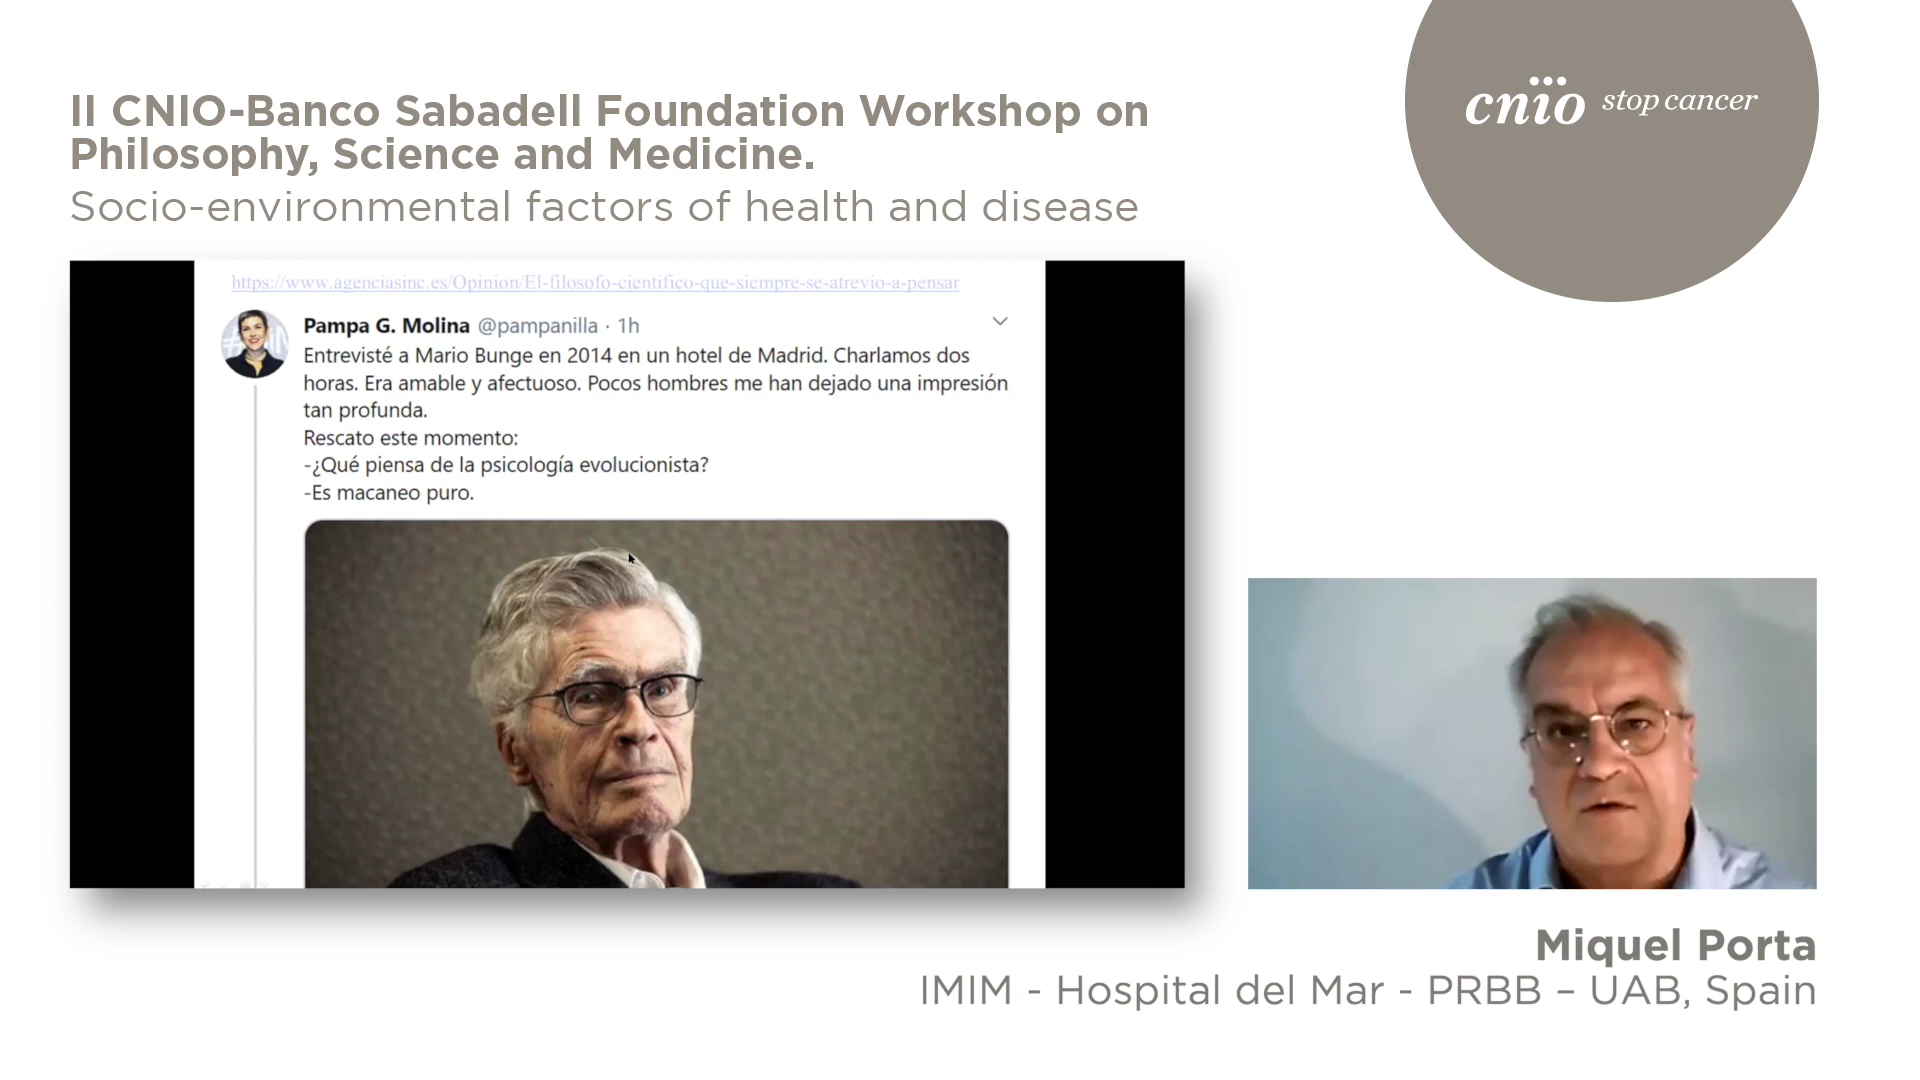 II CNIO-Banco Sabadell Foundation Workshop on
Philosophy, Science and Medicine.
Socio-environmental factors of health and disease
cnio stop cancer
https://www.agenciasinc.es/Opinion/El-filosofo-cientifico-que-siempre-se-atrevio-a-pensar
Pampa G. Molina @pampanilla · 1h
Entrevisté a Mario Bunge en 2014 en un hotel de Madrid. Charlamos dos
horas. Era amable y afectuoso. Pocos hombres me han dejado una impresión
tan profunda.
Rescato este momento:
-¿Qué piensa de la psicología evolucionista?
-Es macaneo puro.
Miquel Porta
IMIM - Hospital del Mar - PRBB – UAB, Spain